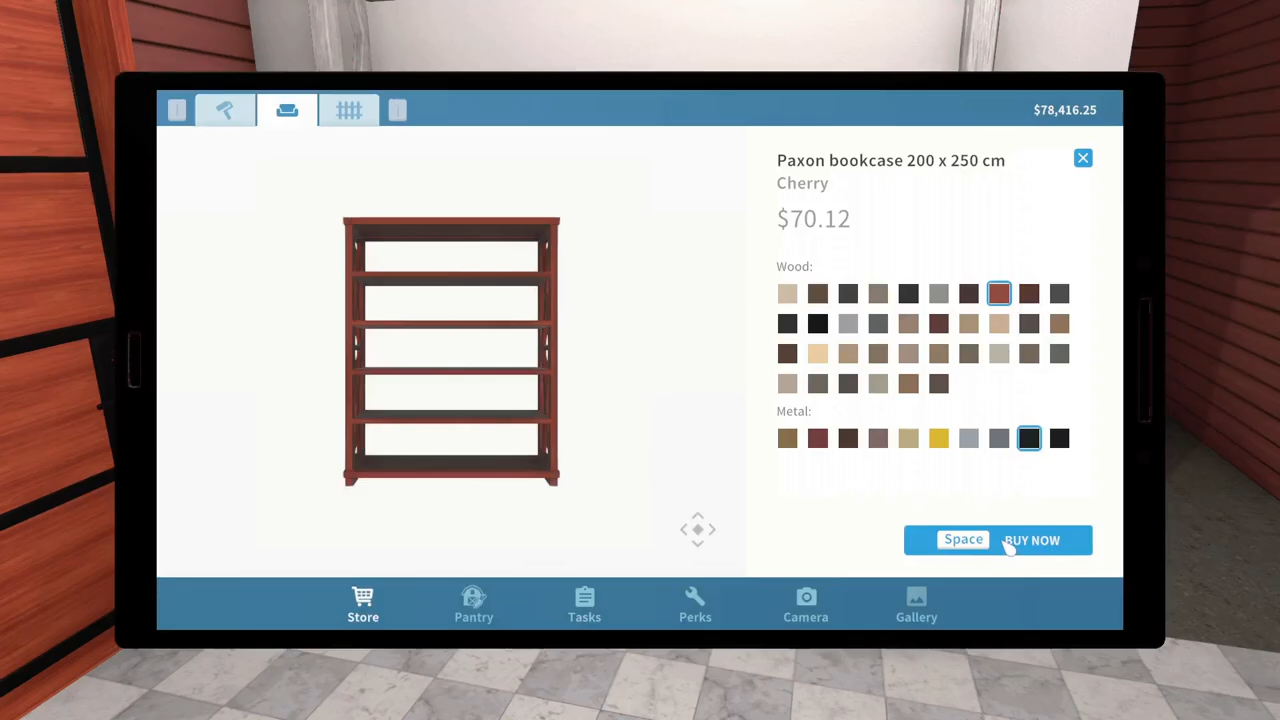 $78,416.25
Paxon bookcase 200 x 250 cm
Cherry
$70.12
Wood:
Metal:
Space BUY NOW
Store Pantry Tasks Perks Camera Gallery